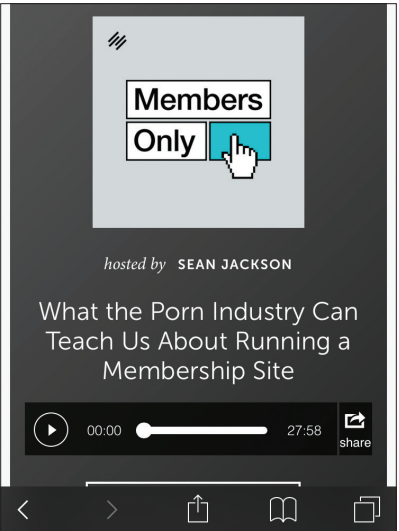 Members
Only
hosted by SEAN JACKSON
What the Porn Industry Can
Teach Us About Running a
Membership Site
00:00
27:58
share